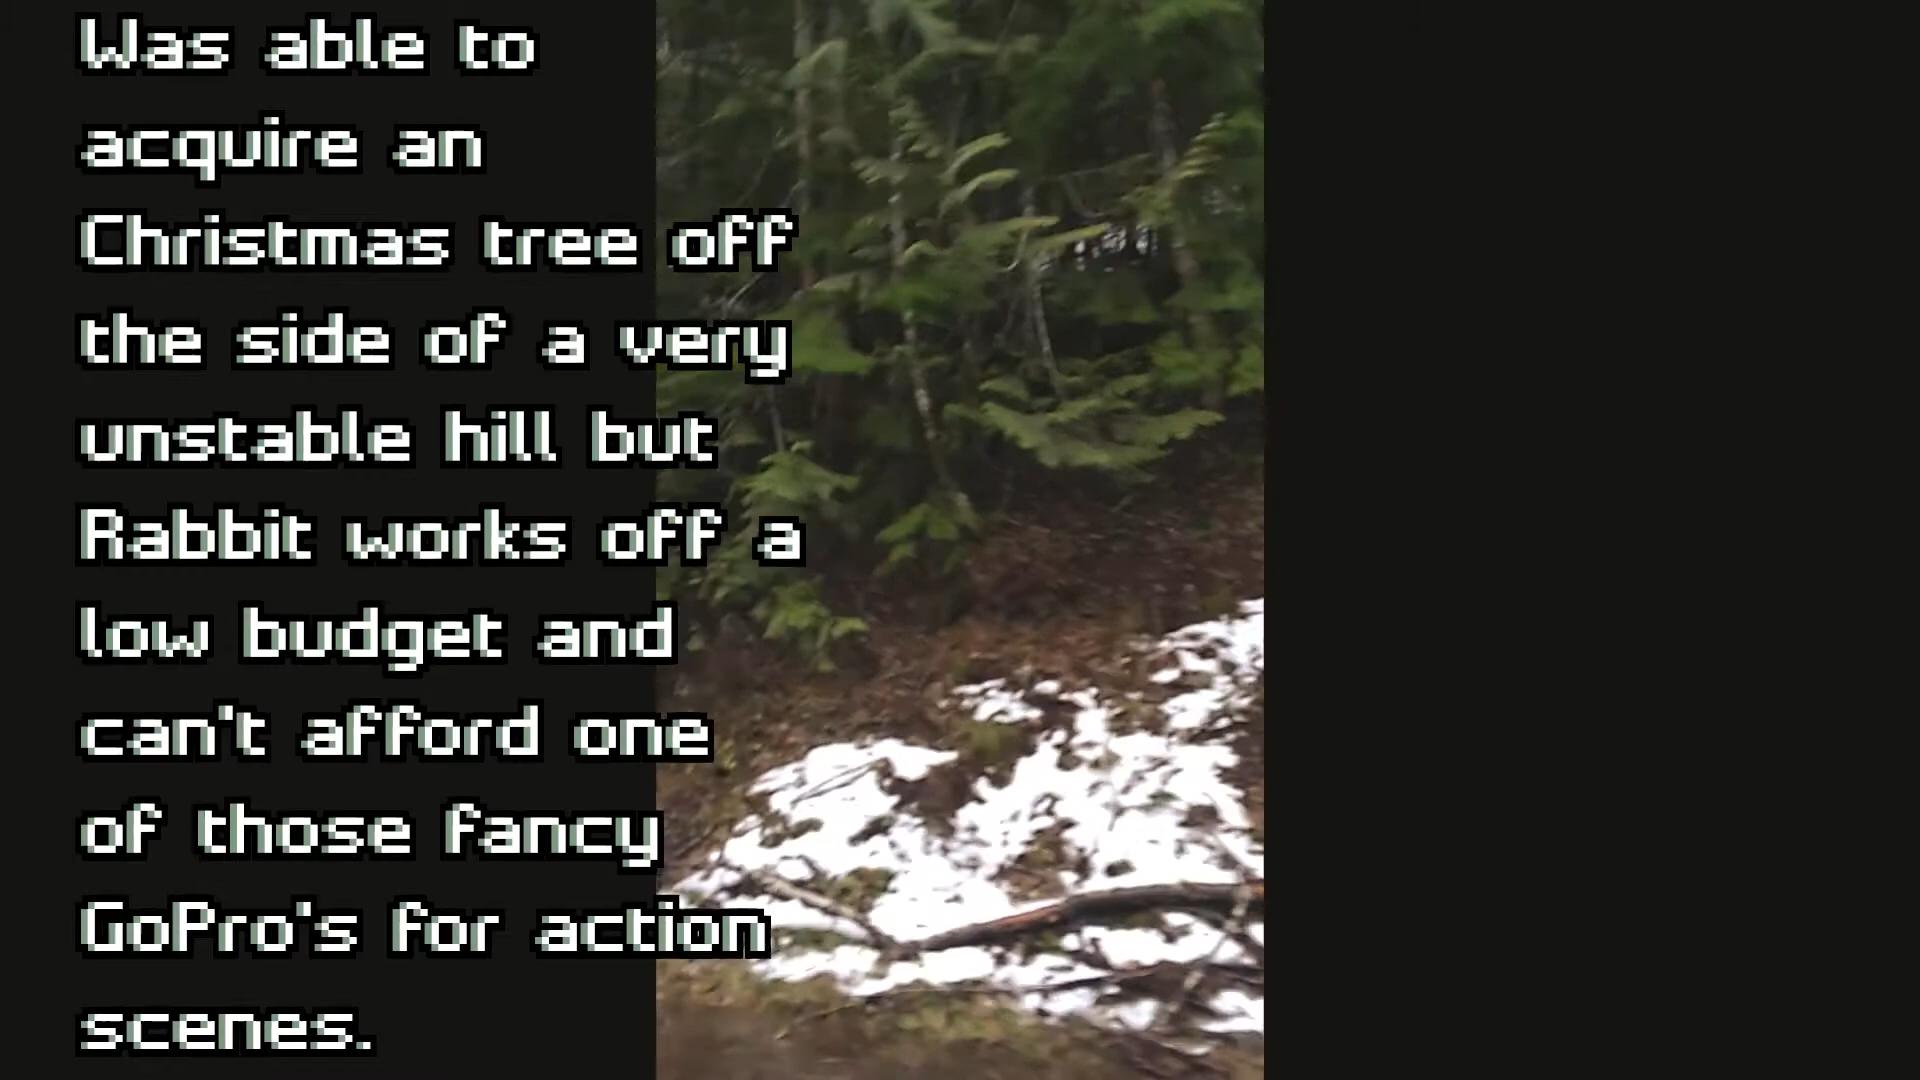 Was able to
acquire an
Christmas tree off
the side of a very
unstable hill but
Rabbit works off a
low budget and
can't afford one
of those fancy
GoPro's for action
scenes.